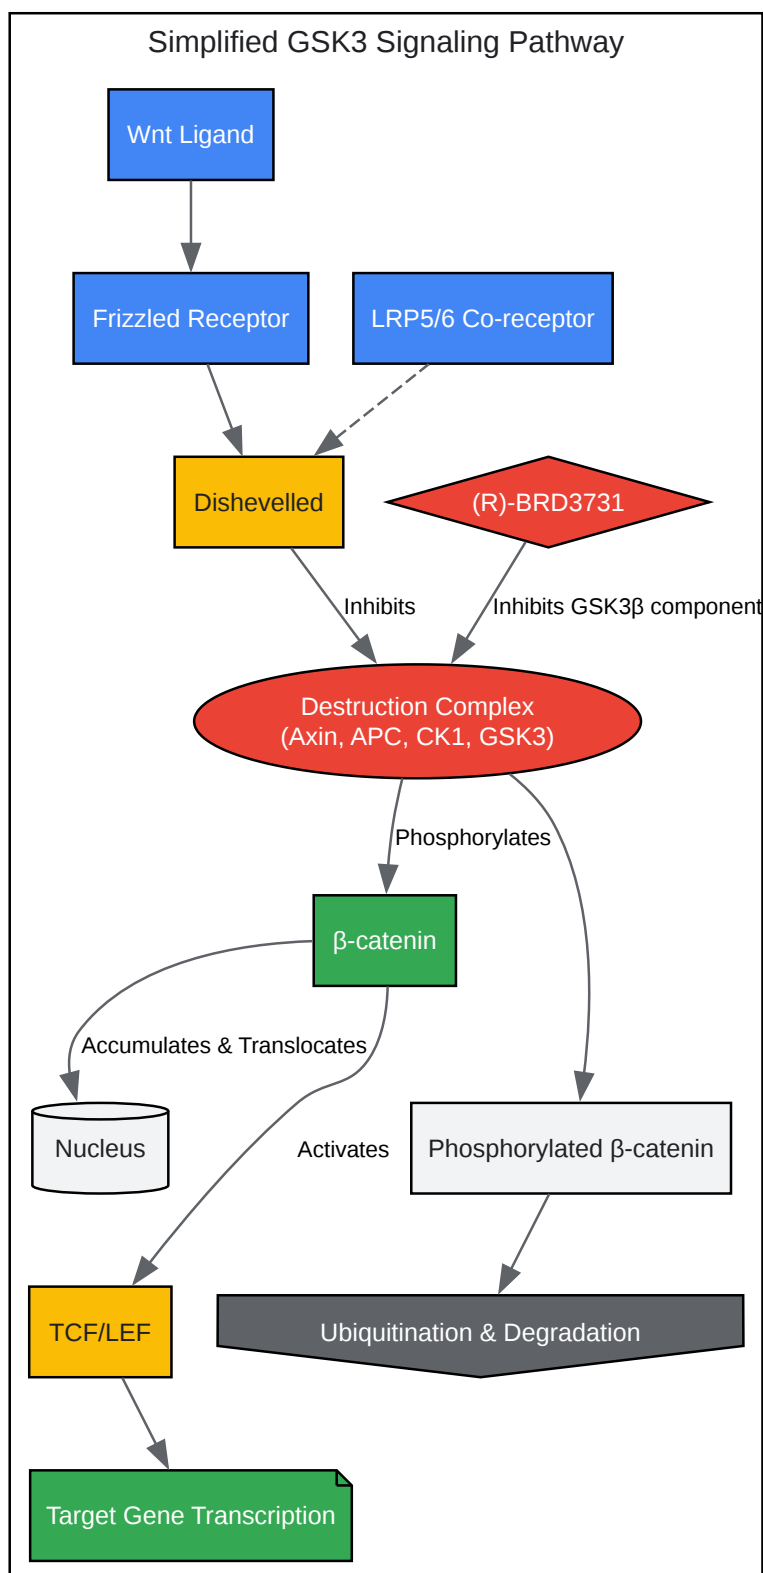 Simplified GSK3 Signaling Pathway
Wnt Ligand
Frizzled Receptor
LRP5/6 Co-receptor
Dishevelled
(R)-BRD3731
Inhibits
Inhibits GSK3β component
Destruction Complex
(Axin, APC, CK1, GSK3)
Phosphorylates
β-catenin
Accumulates & Translocates
Nucleus
Activates
Phosphorylated β-catenin
TCF/LEF
Ubiquitination & Degradation
Target Gene Transcription